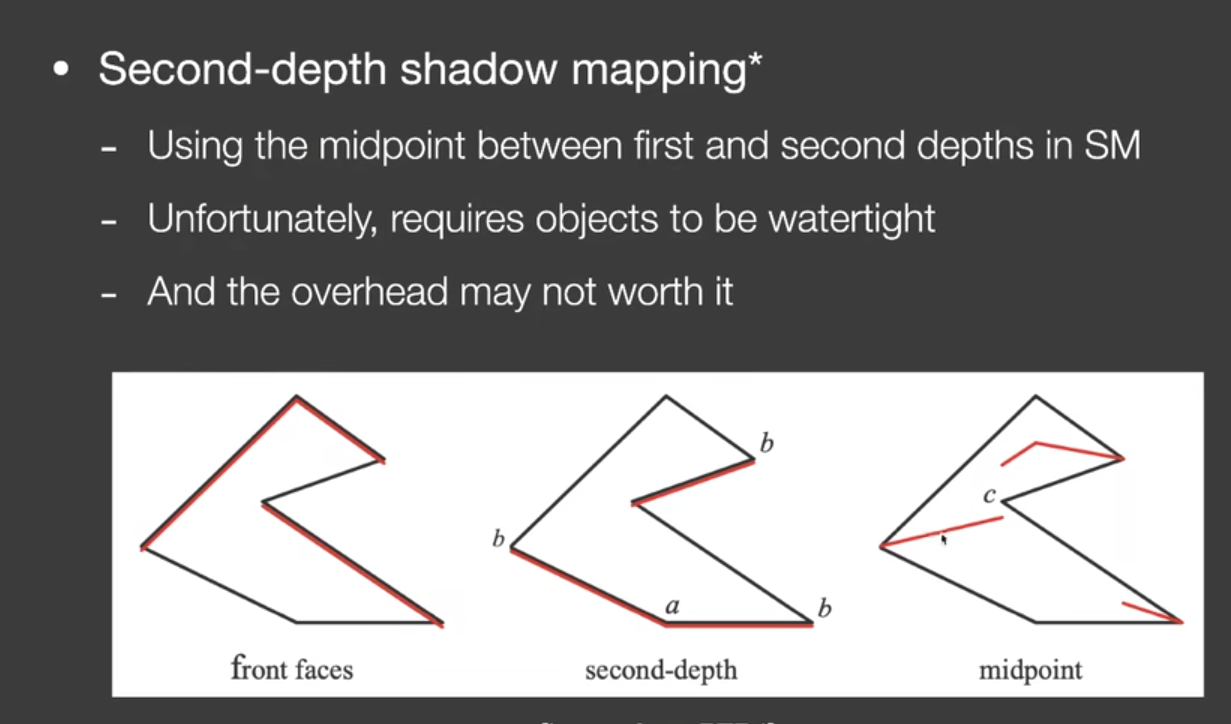 • Second-depth shadow mapping*
- Using the midpoint between first and second depths in SM
- Unfortunately, requires objects to be watertight
- And the overhead may not worth it
b
c
b
a
b
front faces
second-depth
midpoint